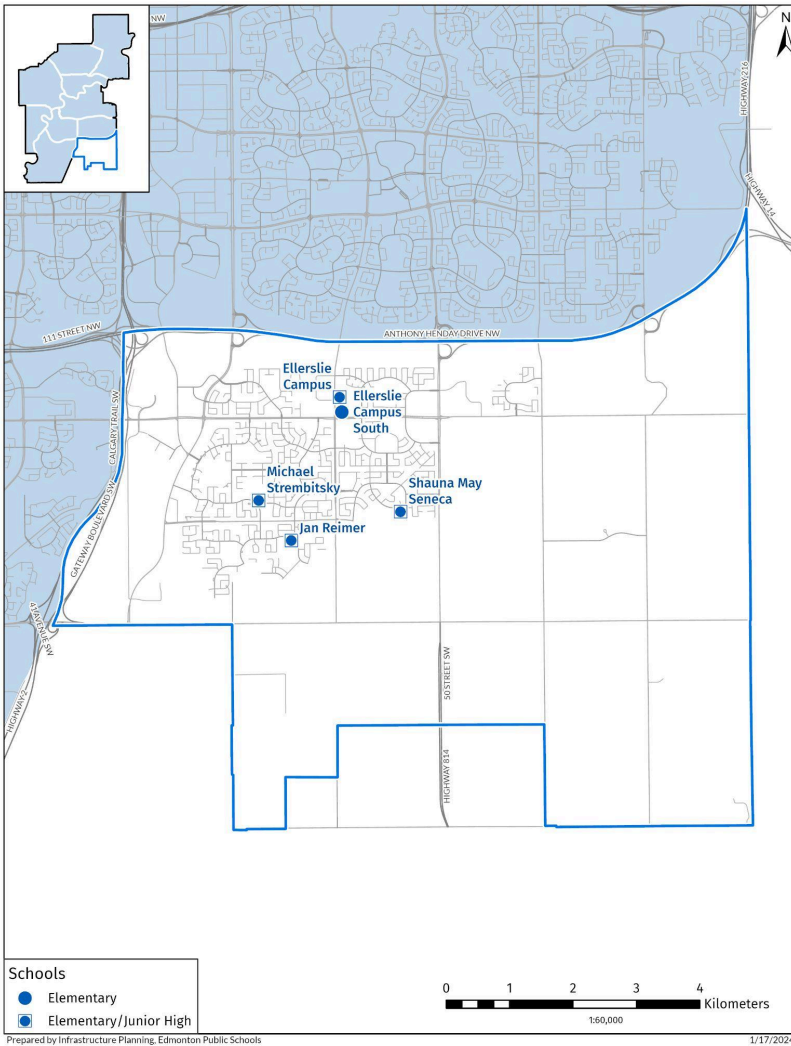 NW
N
HIGHWAY 216
HIGHWAY 14
111 STREET NW
ANTHONY HENDAY DRIVE NW
CALGARY TRAIL SW
GATEWAY BOULEVARD SW
Ellerslie
Campus
Ellerslie
Campus
South
Michael
Strembitsky
Shauna May
Seneca
Jan Reimer
41 AVENUE SW
HIGHWAY 2
50 STREET SW
HIGHWAY 814
Schools
Elementary
Elementary/Junior High
0 1 2 3 4
Kilometers
1:60,000
Prepared by Infrastructure Planning, Edmonton Public Schools
1/17/2024